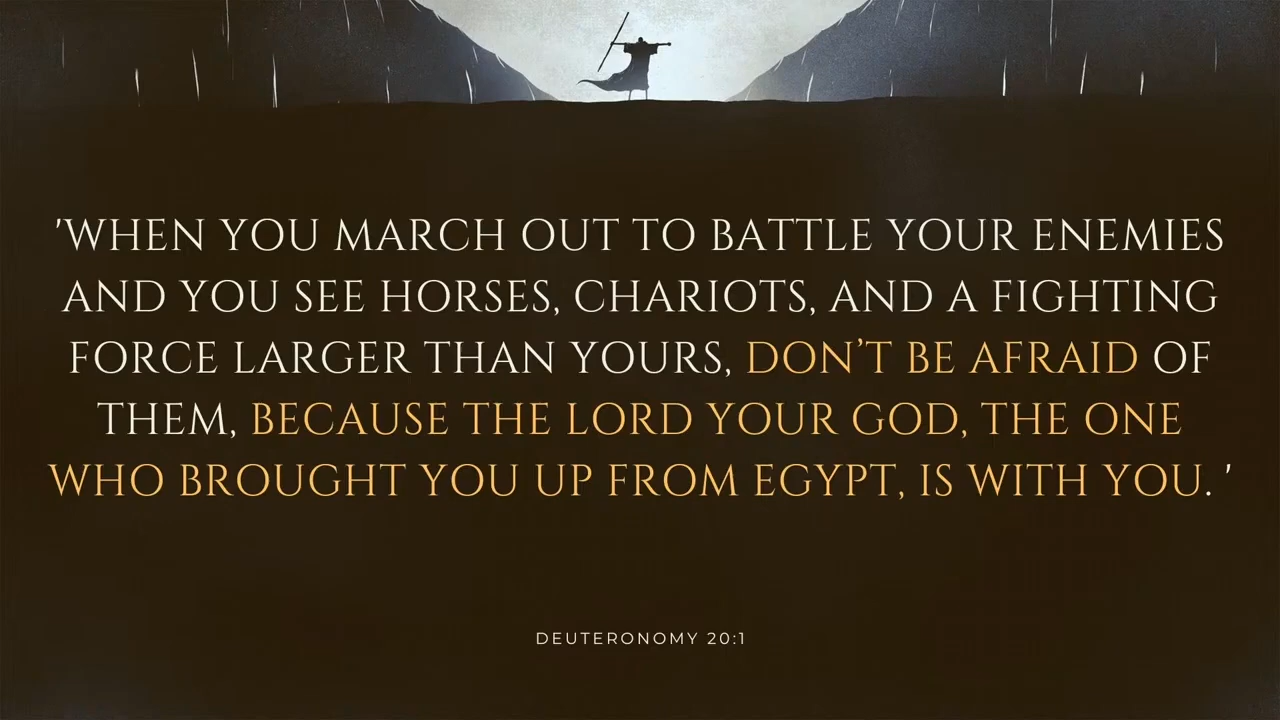 'WHEN YOU MARCH OUT TO BATTLE YOUR ENEMIES
AND YOU SEE HORSES, CHARIOTS, AND A FIGHTING
FORCE LARGER THAN YOURS, DON’T BE AFRAID OF
THEM, BECAUSE THE LORD YOUR GOD, THE ONE
WHO BROUGHT YOU UP FROM EGYPT, IS WITH YOU. '
DEUTERONOMY 20:1